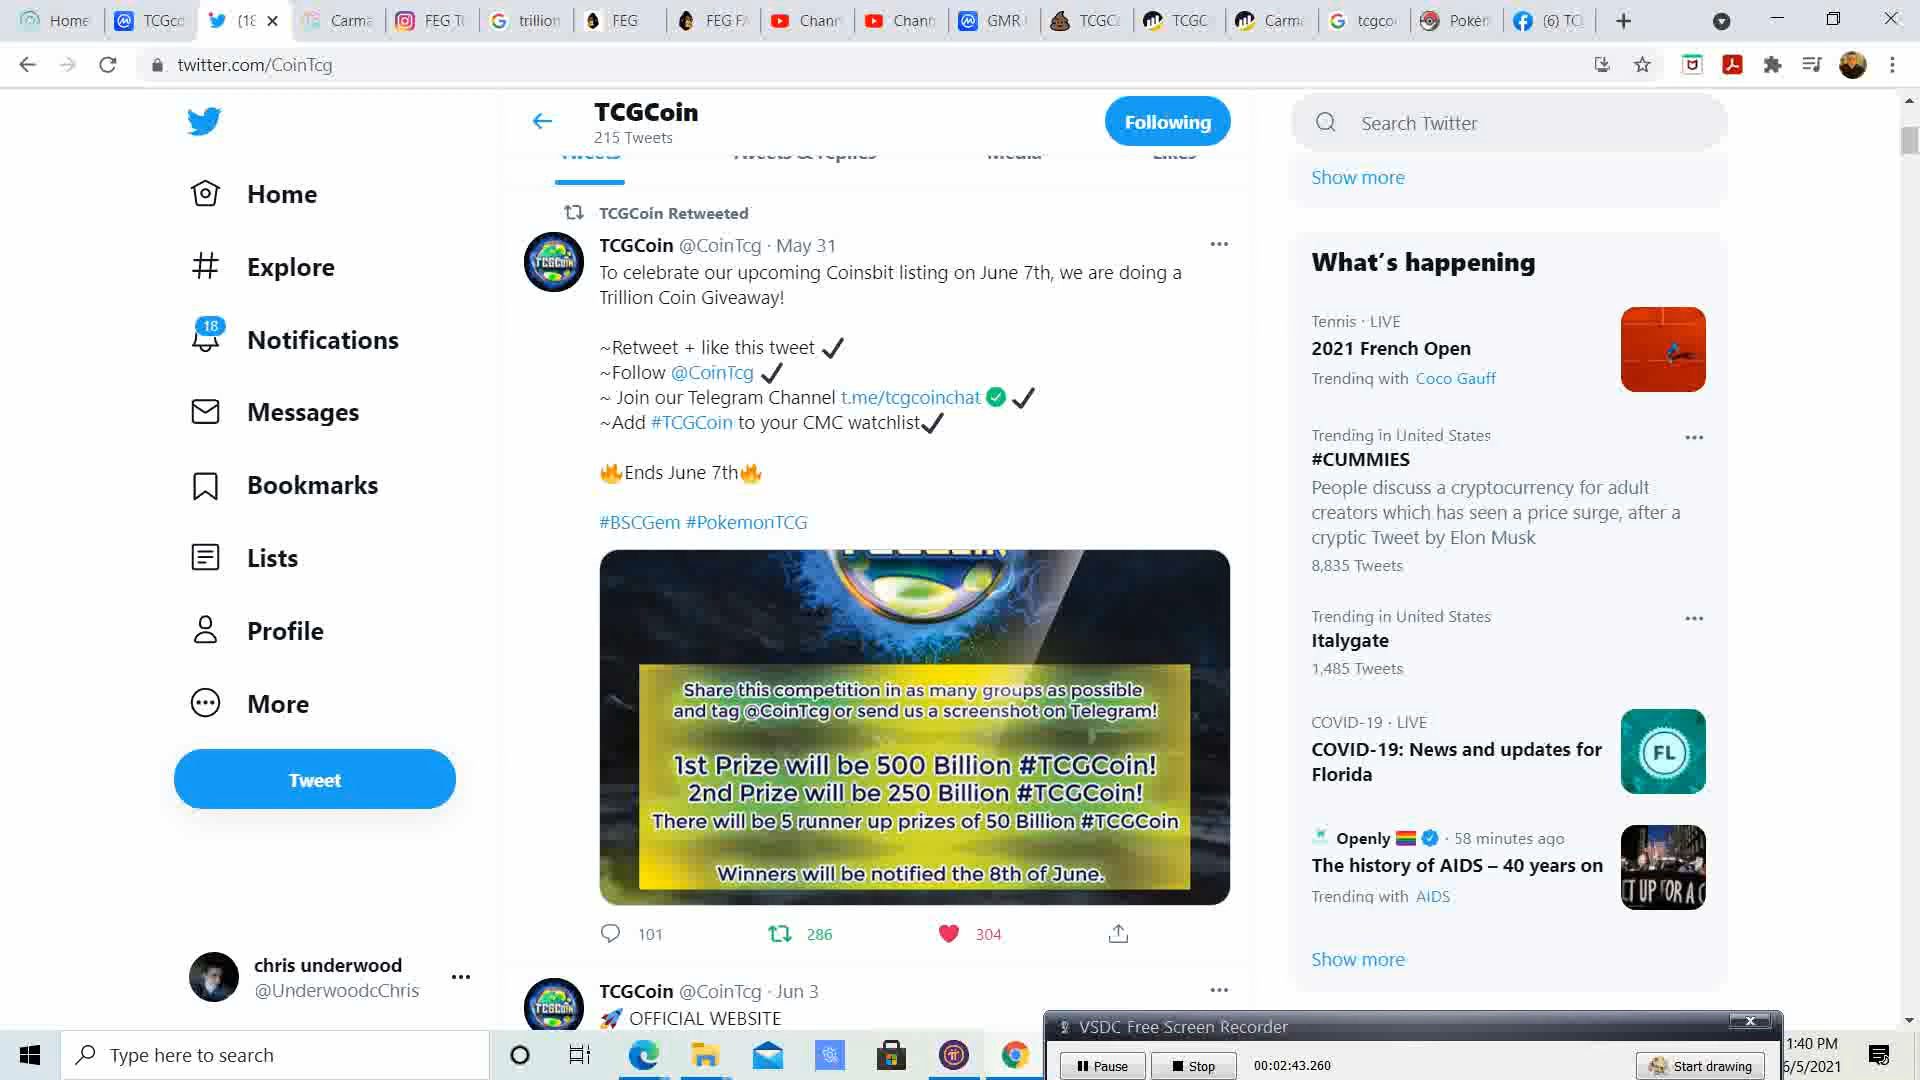 Home
TCGco
(18
Carma
FEG T
trillion
FEG
FEG F
Chann
Chann
GMR
TCGC
TCGC
Carma
tcgco
Pokém
(6) TC
twitter.com/CoinTcg
TCGCoin
215 Tweets
Following
Search Twitter
Tweets
Tweets & replies
Media
Likes
Show more
Home
Explore
18
Notifications
Messages
Bookmarks
Lists
Profile
More
Tweet
chris underwood
@UnderwoodcChris
TCGCoin Retweeted
TCGCoin @CoinTcg · May 31
To celebrate our upcoming Coinsbit listing on June 7th, we are doing a
Trillion Coin Giveaway!
~Retweet + like this tweet ✔
~Follow @CoinTcg ✔
~ Join our Telegram Channel t.me/tcgcoinchat ✅ ✔
~Add #TCGCoin to your CMC watchlist✔
🔥Ends June 7th🔥
#BSCGem #PokemonTCG
Share this competition in as many groups as possible
and tag @CoinTcg or send us a screenshot on Telegram!
1st Prize will be 500 Billion #TCGCoin!
2nd Prize will be 250 Billion #TCGCoin!
There will be 5 runner up prizes of 50 Billion #TCGCoin
Winners will be notified the 8th of June.
101
286
304
TCGCoin @CoinTcg · Jun 3
🚀 OFFICIAL WEBSITE
What's happening
Tennis · LIVE
2021 French Open
Trending with Coco Gauff
Trending in United States
#CUMMIES
People discuss a cryptocurrency for adult
creators which has seen a price surge, after a
cryptic Tweet by Elon Musk
8,835 Tweets
Trending in United States
Italygate
1,485 Tweets
COVID-19 · LIVE
COVID-19: News and updates for
Florida
FL
Openly 🏳️‍🌈 · 58 minutes ago
The history of AIDS – 40 years on
Trending with AIDS
Show more
VSDC Free Screen Recorder
Pause
Stop
00:02:43.260
Start drawing
Type here to search
1:40 PM
6/5/2021